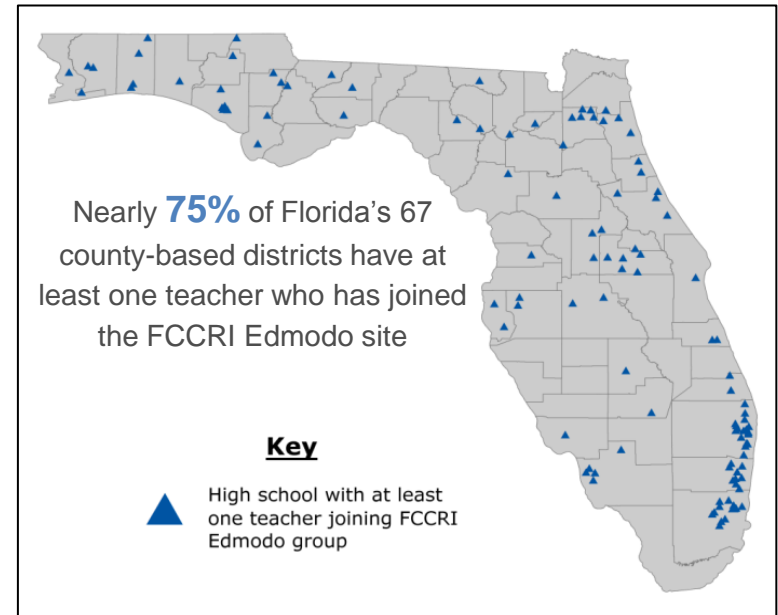 Nearly 75% of Florida’s 67
county-based districts have at
least one teacher who has joined
the FCCRI Edmodo site
Key
High school with at least
one teacher joining FCCRI
Edmodo group